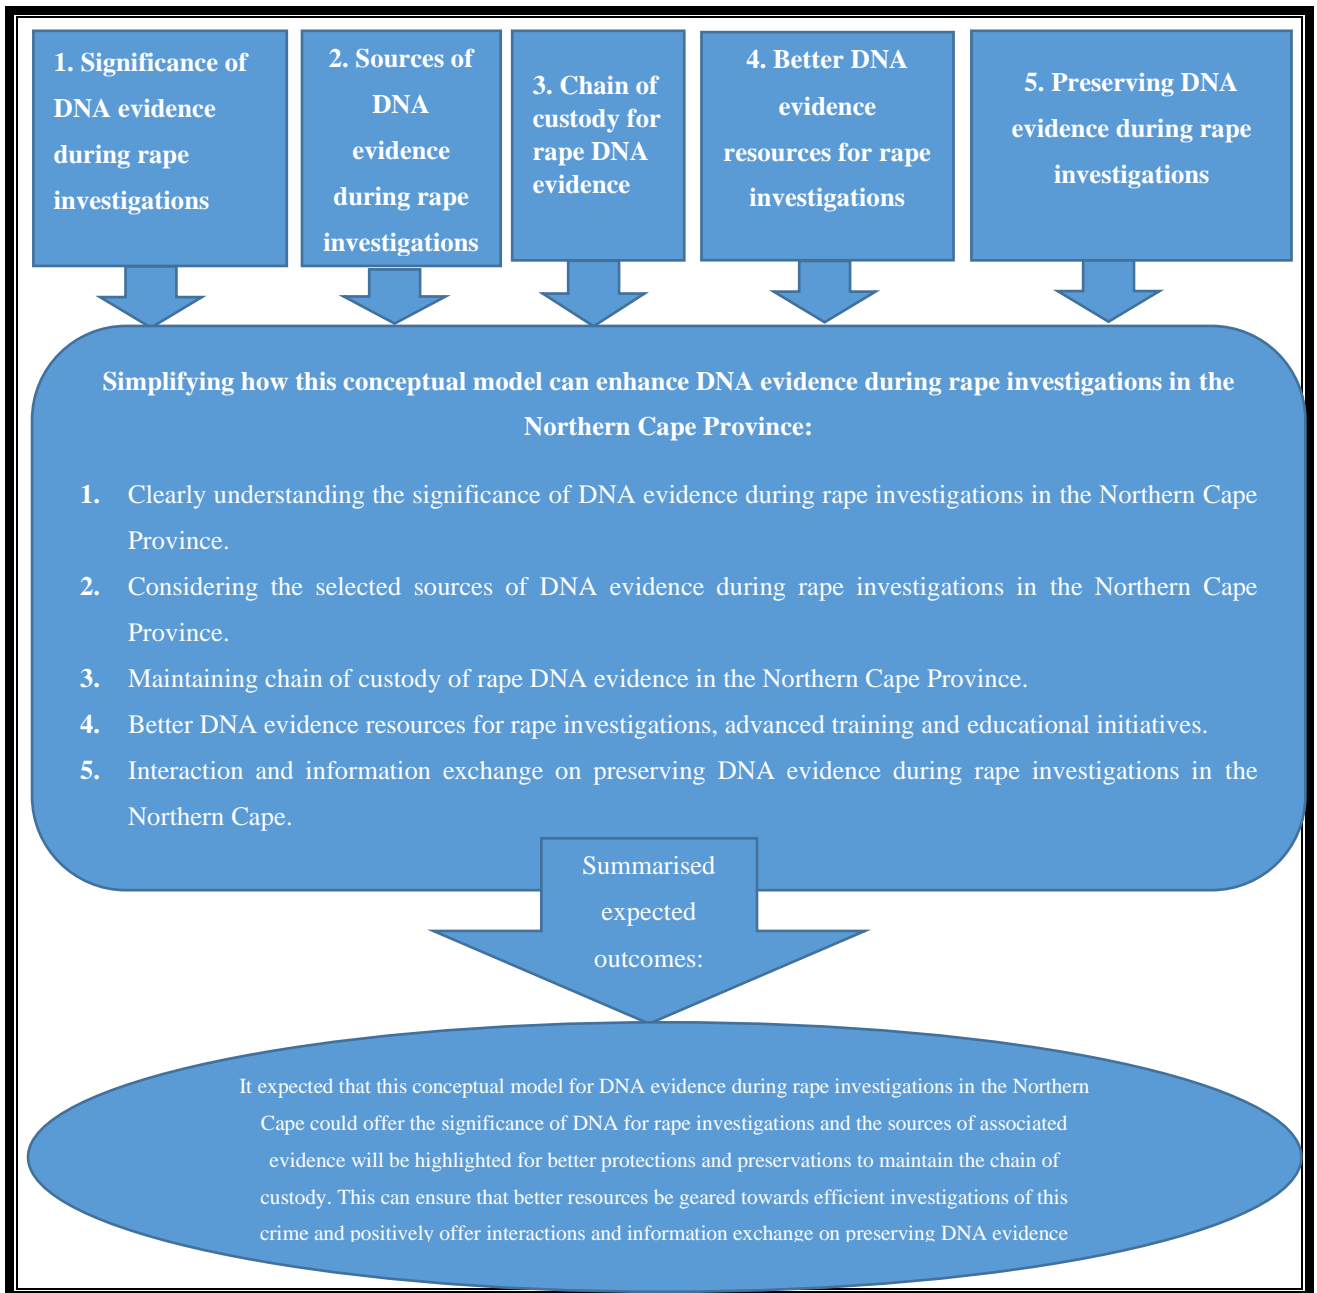 1. Significance of
DNA evidence
during rape
investigations
2. Sources of
DNA
evidence
during rape
investigations
3. Chain of
custody for
rape DNA
evidence
4. Better DNA
evidence
resources for rape
investigations
5. Preserving DNA
evidence during rape
investigations
Simplifying how this conceptual model can enhance DNA evidence during rape investigations in the
Northern Cape Province:
1. Clearly understanding the significance of DNA evidence during rape investigations in the Northern Cape
Province.
2. Considering the selected sources of DNA evidence during rape investigations in the Northern Cape
Province.
3. Maintaining chain of custody of rape DNA evidence in the Northern Cape Province.
4. Better DNA evidence resources for rape investigations, advanced training and educational initiatives.
5. Interaction and information exchange on preserving DNA evidence during rape investigations in the
Northern Cape.
Summarised
expected
outcomes:
It expected that this conceptual model for DNA evidence during rape investigations in the Northern
Cape could offer the significance of DNA for rape investigations and the sources of associated
evidence will be highlighted for better protections and preservations to maintain the chain of
custody. This can ensure that better resources be geared towards efficient investigations of this
crime and positively offer interactions and information exchange on preserving DNA evidence